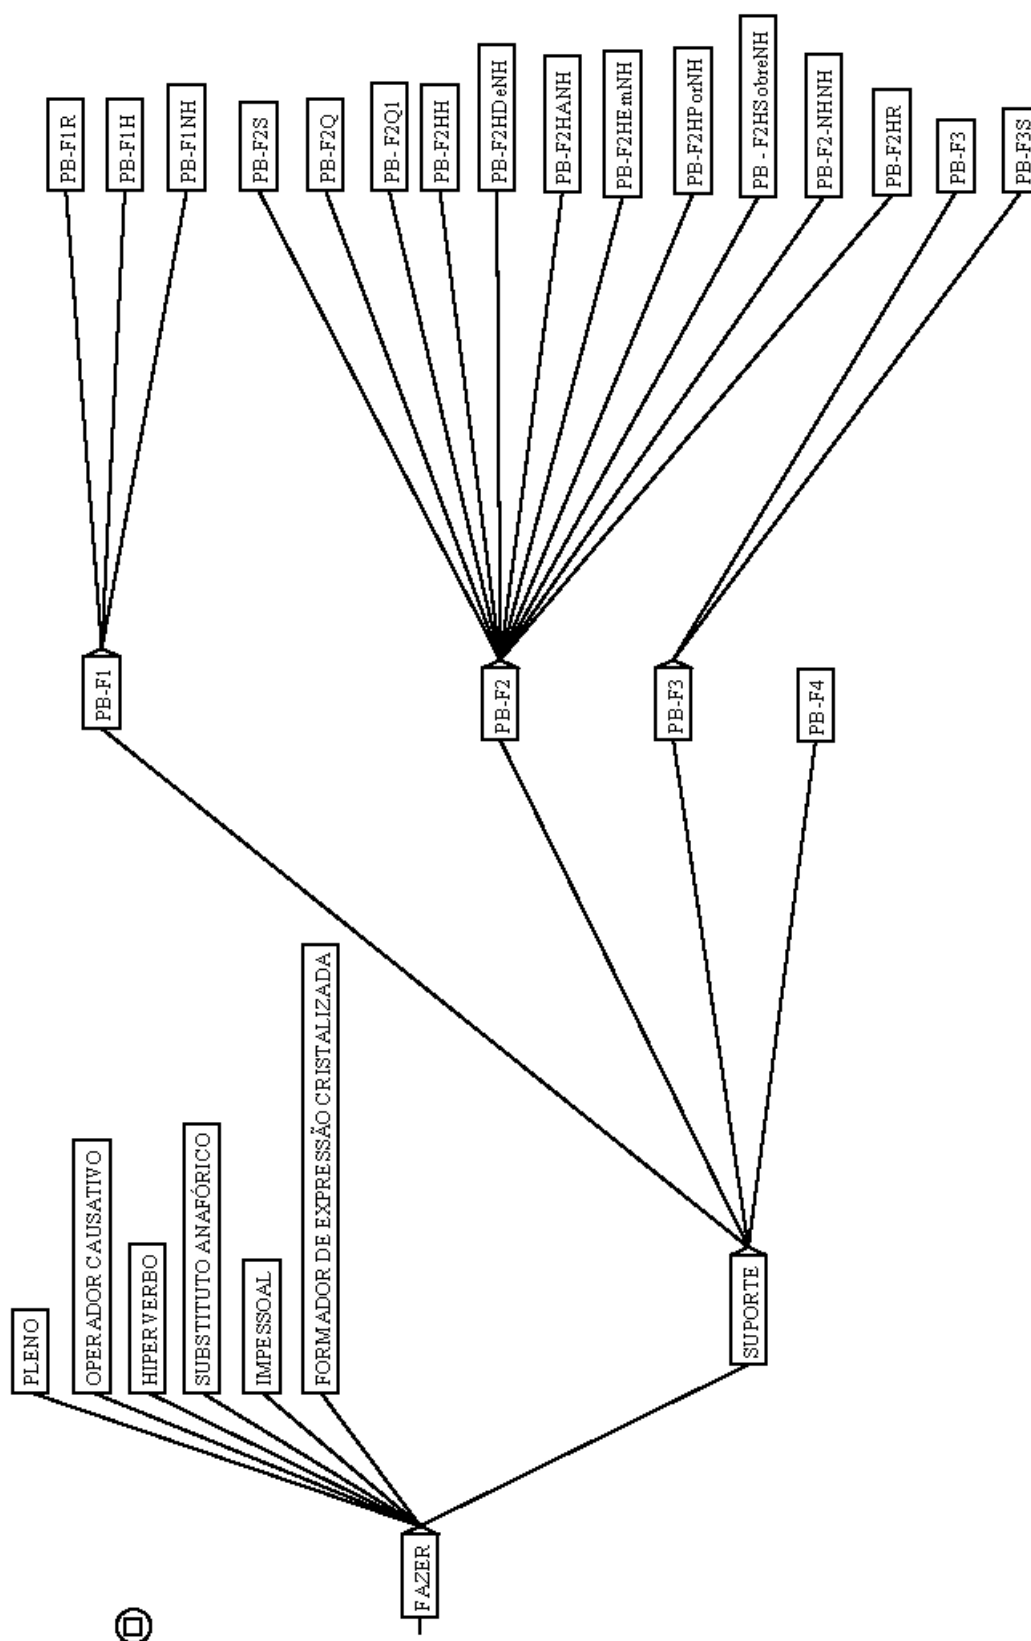 FAZER
PLENO
OPERADOR CAUSATIVO
HIPERVERBO
SUBSTITUTO ANAFÓRICO
IMPESSOAL
FORMADOR DE EXPRESSÃO CRISTALIZADA
SUPORTE
PB-F1
PB-F2
PB-F3
PB-F4
PB-F1R
PB-F1H
PB-F1NH
PB-F2S
PB-F2Q
PB- F2Q1
PB-F2HH
PB-F2HDeNH
PB-F2HANH
PB-F2HEmNH
PB-F2HPorNH
PB - F2HSobreNH
PB-F2-NHNH
PB-F2HR
PB-F3
PB-F3S